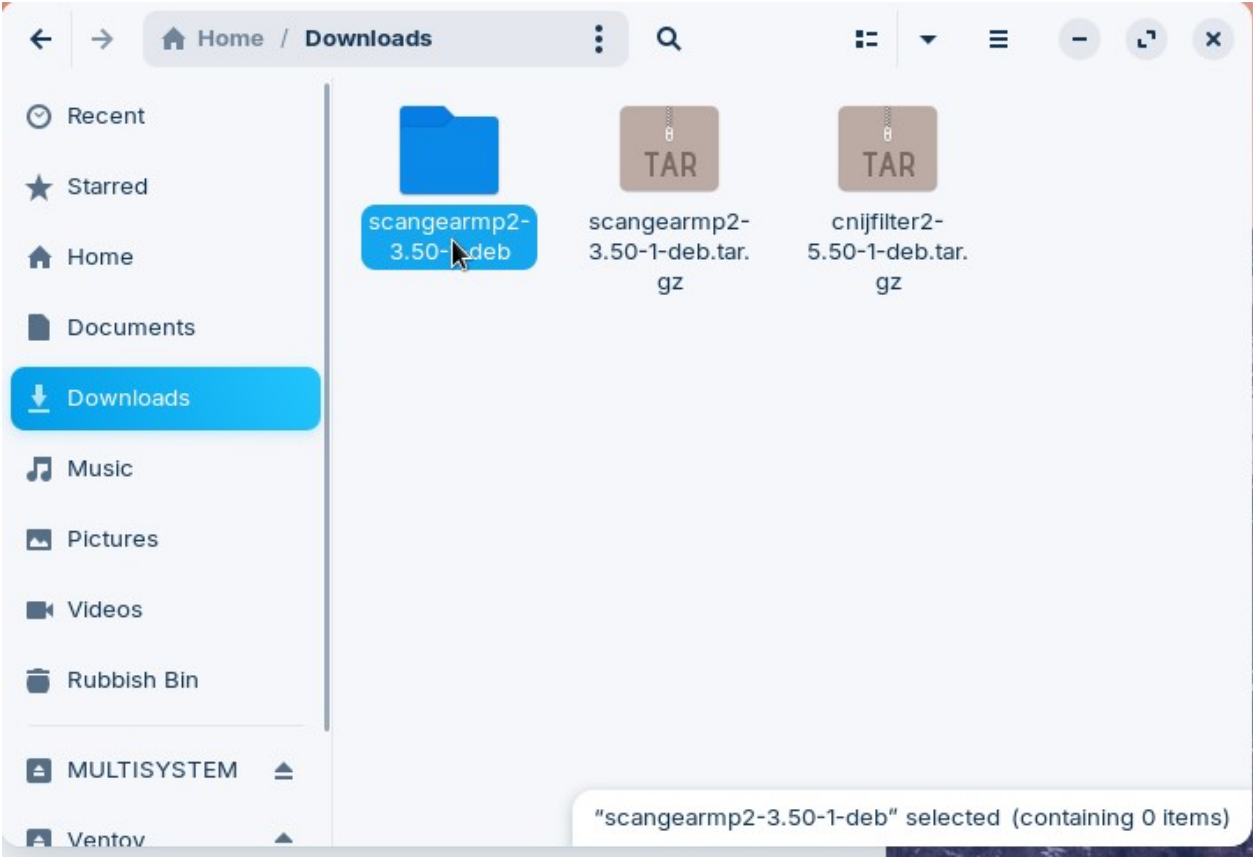 Home / Downloads
Recent
Starred
Home
Documents
Downloads
Music
Pictures
Videos
Rubbish Bin
MULTISYSTEM
Ventoy
TAR
TAR
scangearmp2-
3.50-1-deb
scangearmp2-
3.50-1-deb.tar.
gz
cnijfilter2-
5.50-1-deb.tar.
gz
“scangearmp2-3.50-1-deb” selected (containing 0 items)